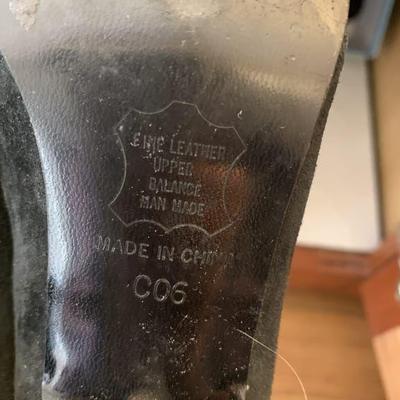 LEATHER
UPPER
BALANCE
MAN MADE
MADE IN CHINA
C06